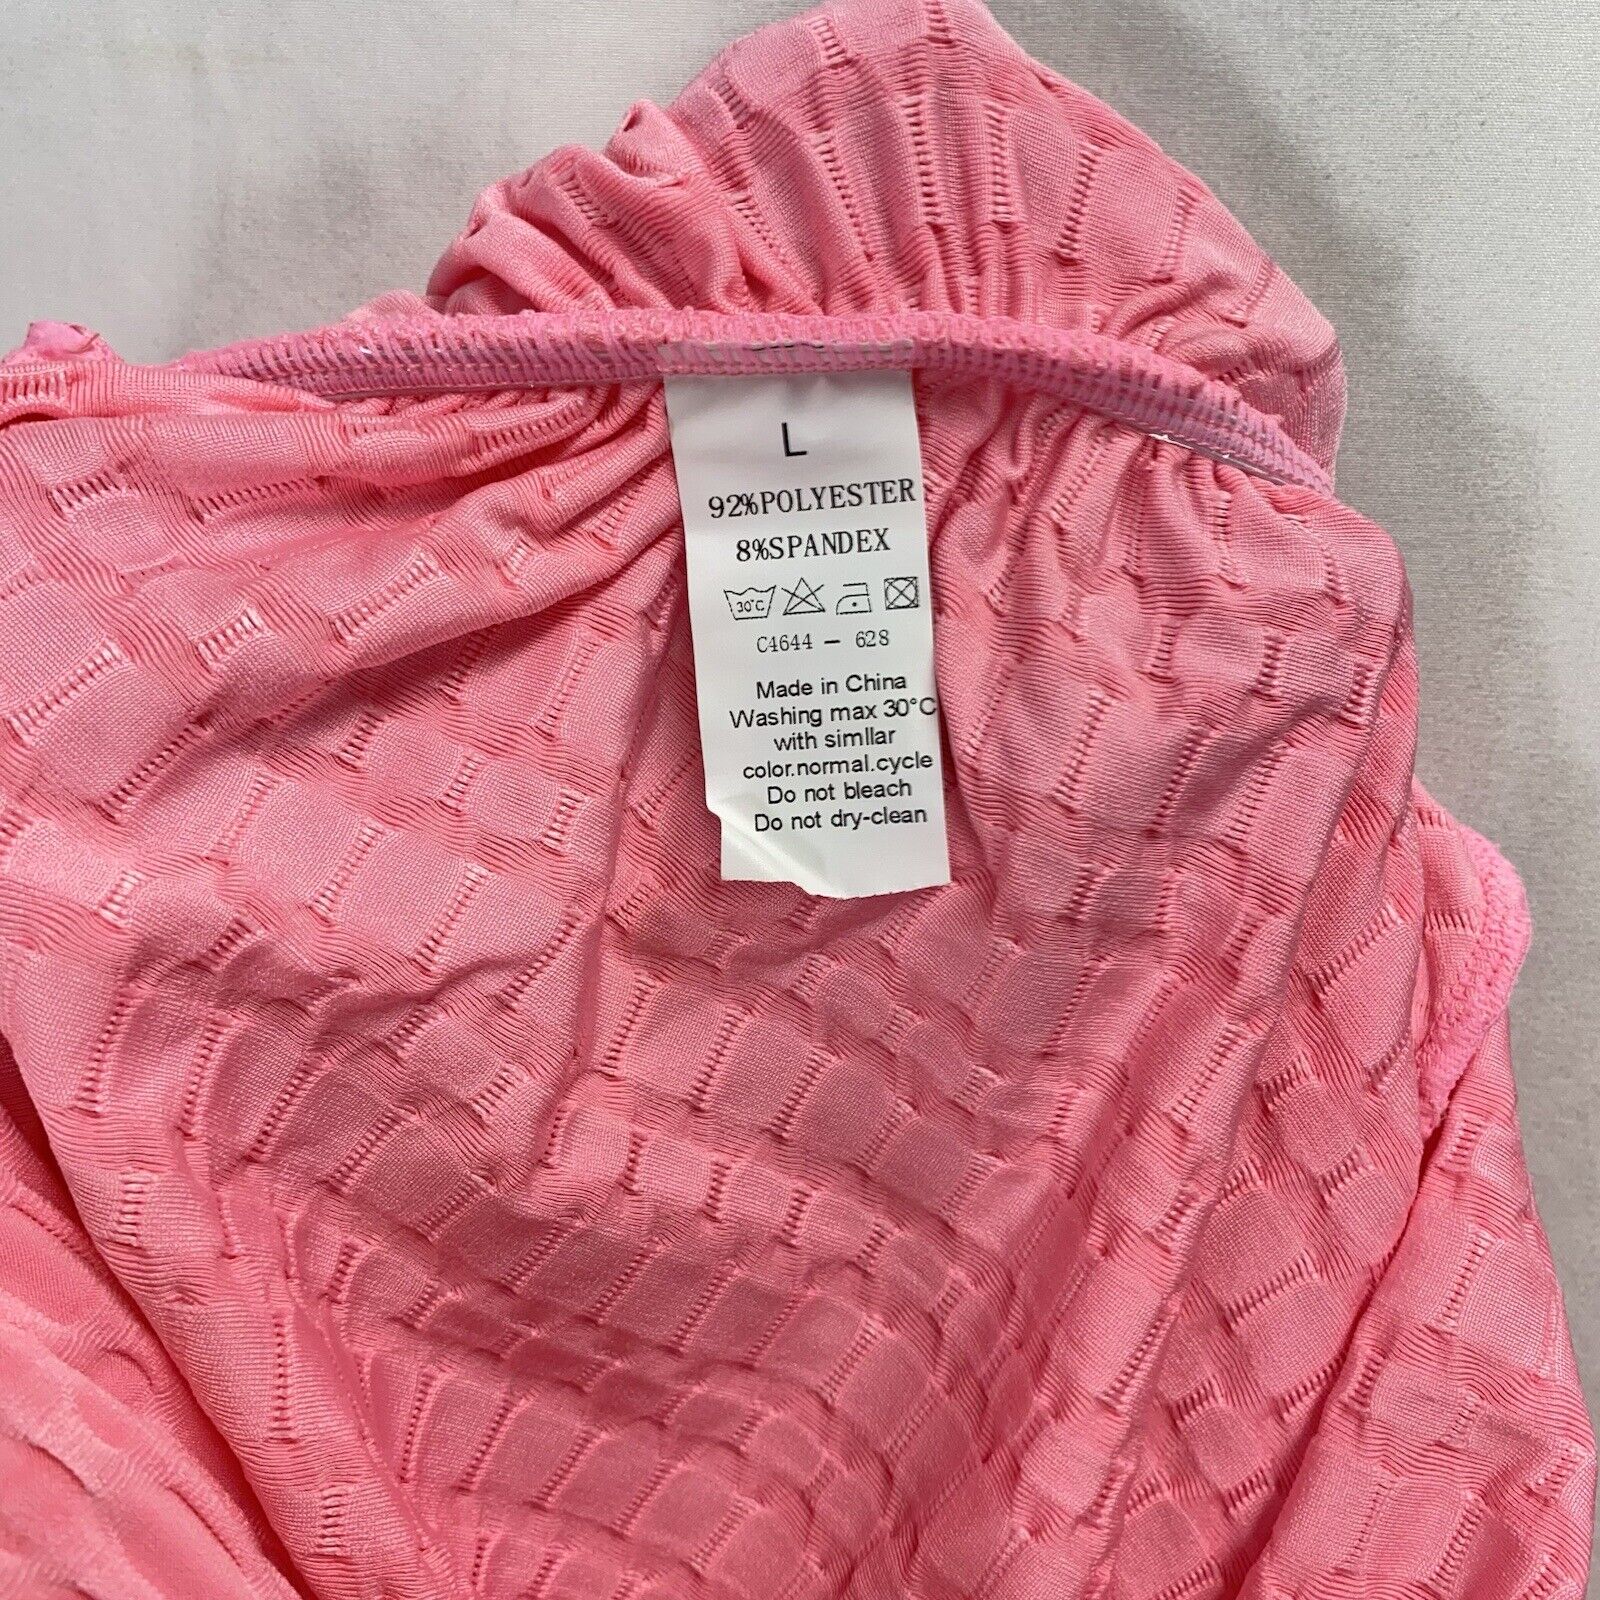 L
92%POLYESTER
8%SPANDEX
30°C
C4644 - 628
Made in China
Washing max 30°C
with simllar
color.normal.cycle
Do not bleach
Do not dry-clean